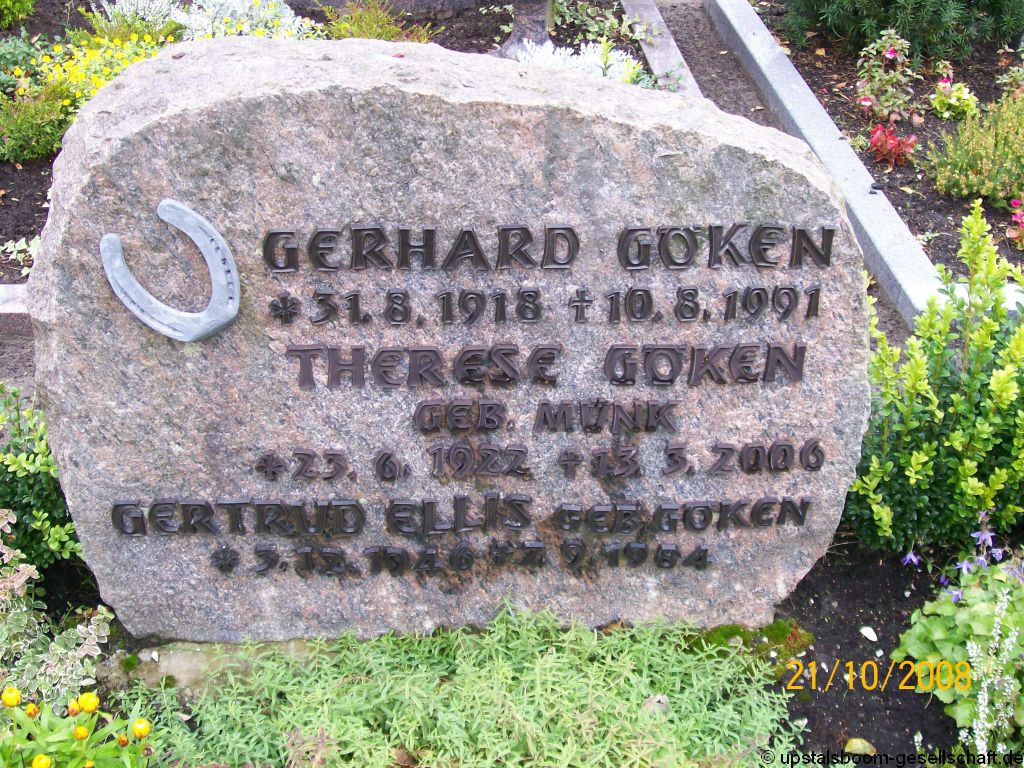 GERHARD GÖKEN
* 31. 8. 1918 † 10. 8. 1991
THERESE GÖKEN
GEB. MÜNK
* 23. 6. 1922 † 13. 3. 2006
GERTRUD ELLIS GEB. GÖKEN
* 3. 12. 1946 † 7. 9. 1984
21/10/2008
© upstalsboom-gesellschaft.de